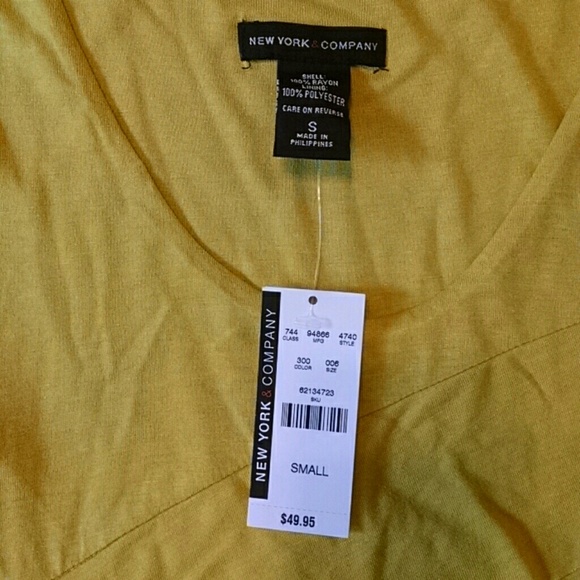 NEW YORK & COMPANY
SHELL:
100% RAYON
LINING:
100% POLYESTER
CARE ON REVERSE
S
MADE IN
PHILIPPINES
NEW YORK & COMPANY
744 94866 4740
CLASS MFG STYLE
300 006
COLOR SIZE
62134723
SKU
SMALL
$49.95